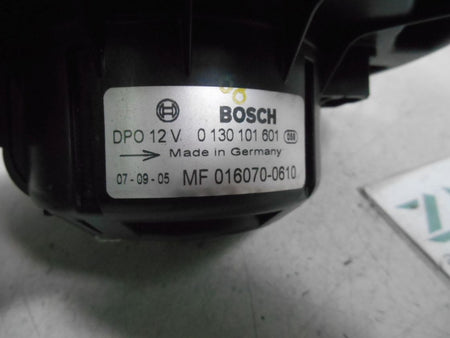 BOSCH
DPO 12 V 0 130 101 601
Made in Germany
07-09-05 MF 016070-0610